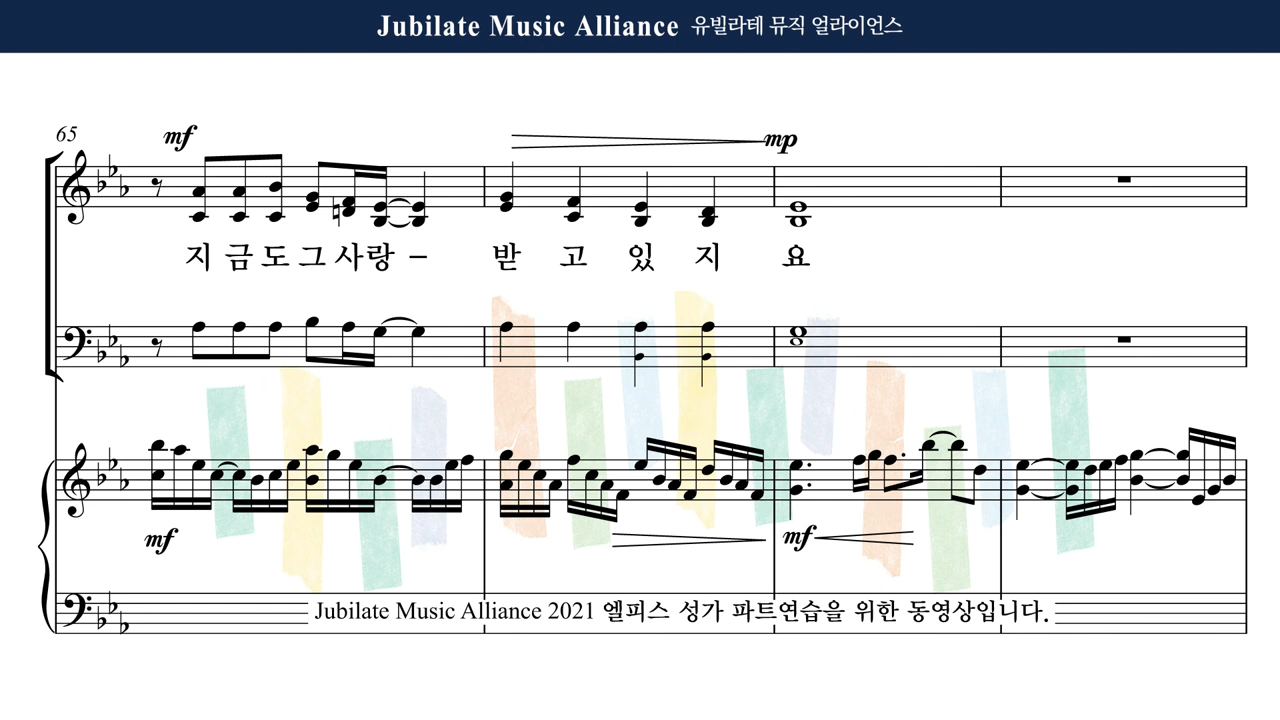 Jubilate Music Alliance 유빌라테 뮤직 얼라이언스
65
mf
mp
지금도그사랑 – 받고있지요
mf
mf
Jubilate Music Alliance 2021 엘피스 성가 파트연습을 위한 동영상입니다.